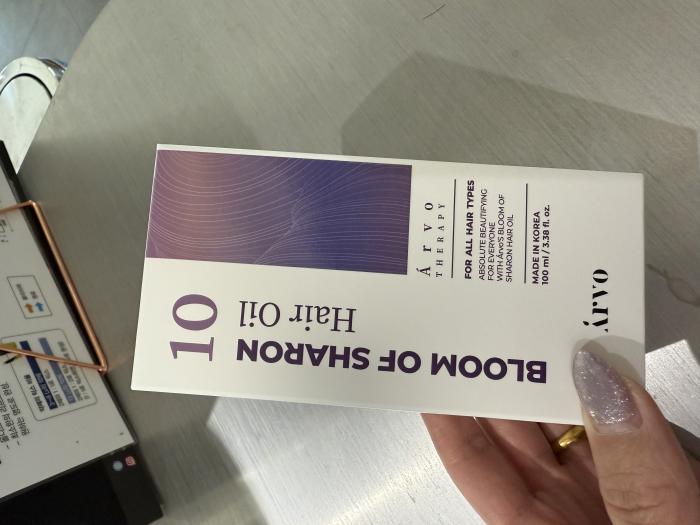 10
BLOOM OF SHARON
Hair Oil
Árvo
THERAPY
FOR ALL HAIR TYPES
ABSOLUTE BEAUTIFYING
FOR EVERYONE
WITH Árvo'S BLOOM OF
SHARON HAIR OIL
MADE IN KOREA
100 ml / 3.38 fl. oz.
Árvo